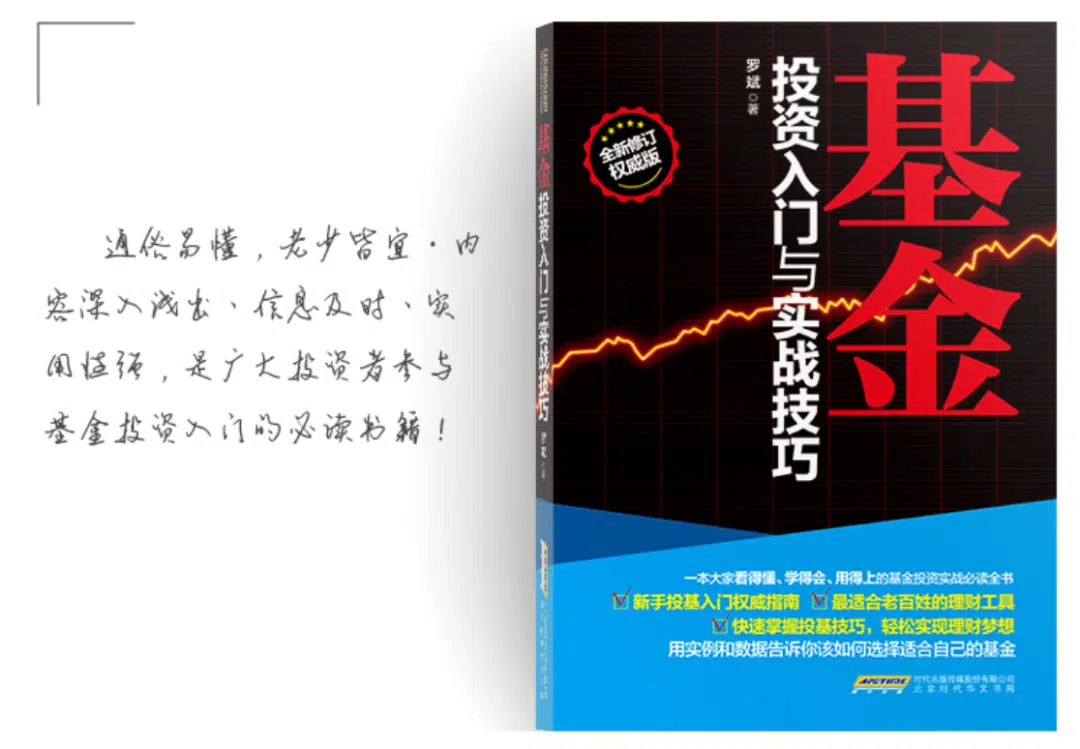 通俗易懂，老少皆宜·内
容深入浅出、信息及时、实
用性强，是广大投资者参与
基金投资入门的必读书籍！
基金
投资入门与实战技巧
罗斌◎著
全新修订
权威版
基金投资入门与实战技巧
罗斌 著
一本大家看得懂、学得会、用得上的基金投资实战必读全书
新手投基入门权威指南 最适合老百姓的理财工具
快速掌握投基技巧，轻松实现理财梦想
用实例和数据告诉你该如何选择适合自己的基金
ARCTIME 时代出版传媒股份有限公司
北京时代华文书局